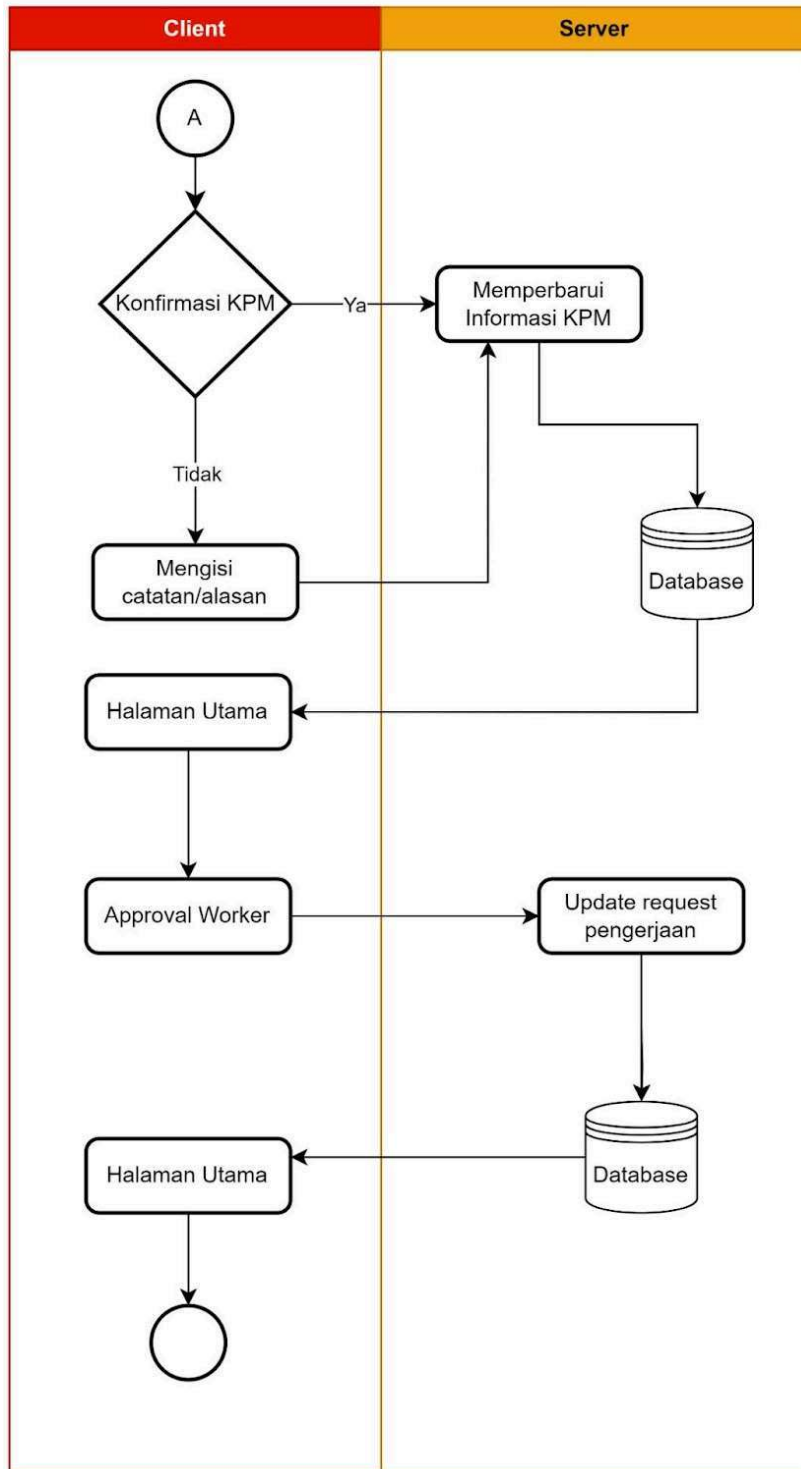 Client
Server
A
Konfirmasi KPM
Ya
Memperbarui
Informasi KPM
Tidak
Mengisi
catatan/alasan
Database
Halaman Utama
Approval Worker
Update request
pengerjaan
Halaman Utama
Database